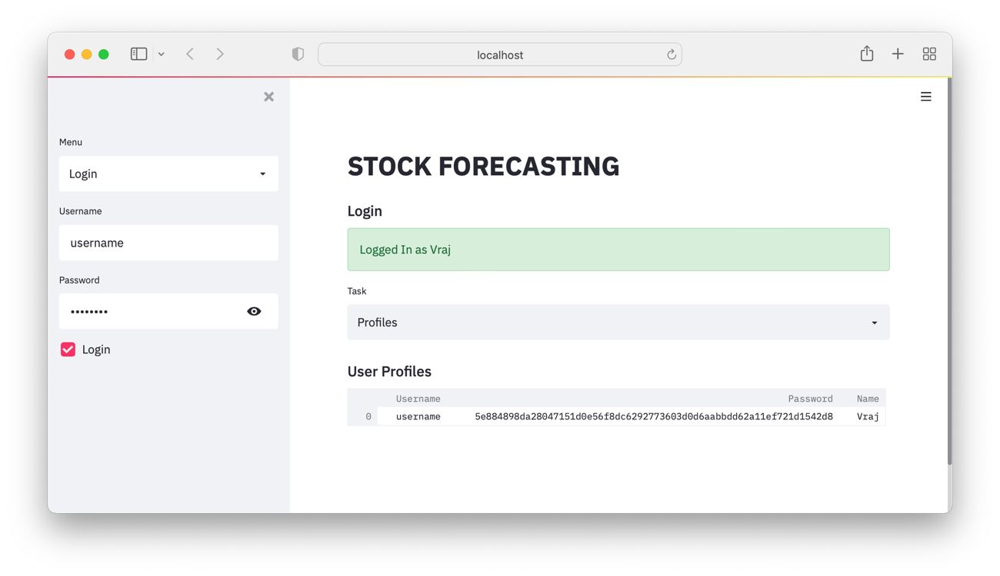 localhost
Menu
Login
Username
username
Password
••••••••
Login
STOCK FORECASTING
Login
Logged In as Vraj
Task
Profiles
User Profiles
Username Password Name
0 username 5e884898da28047151d0e56f8dc6292773603d0d6aabbdd62a11ef721d1542d8 Vraj